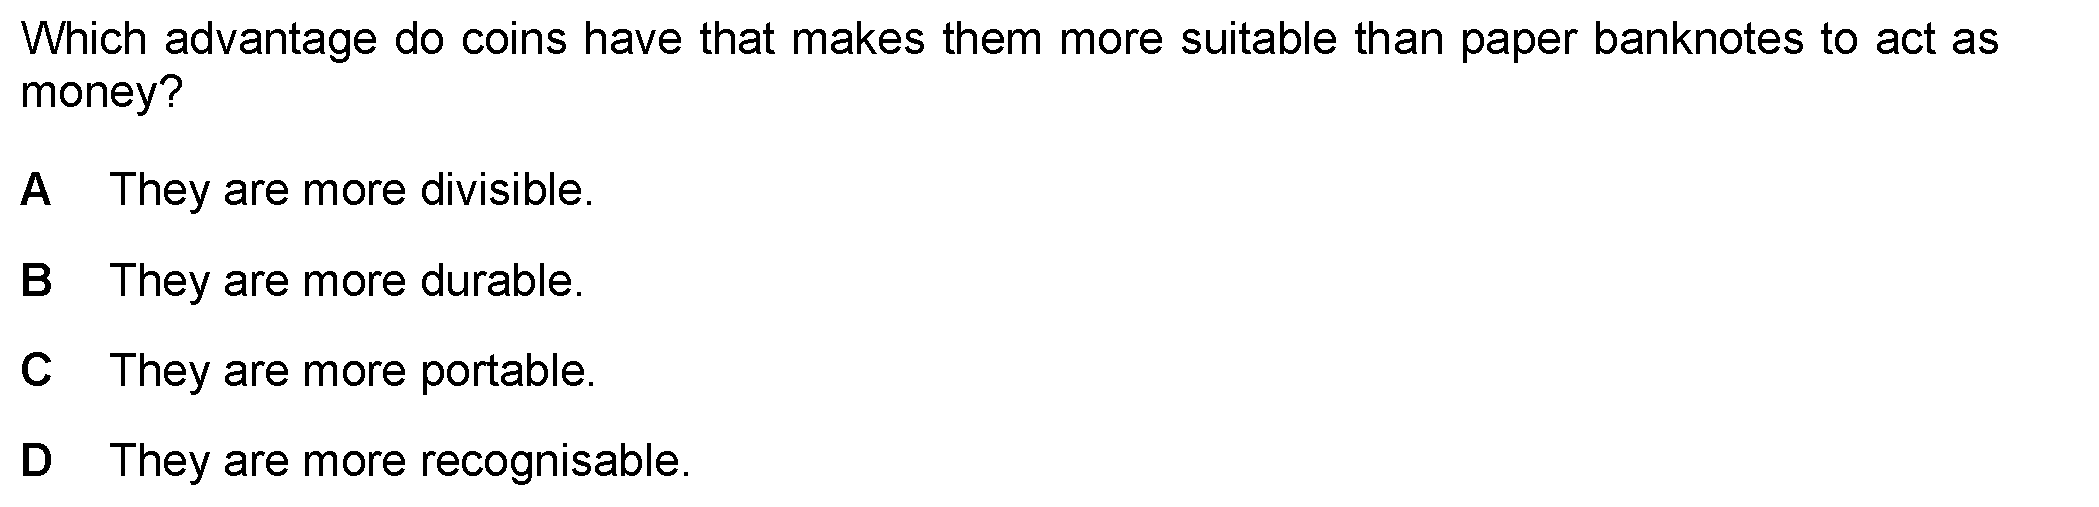 Which advantage do coins have that makes them more suitable than paper banknotes to act as
money?
A They are more divisible.
B They are more durable.
C They are more portable.
D They are more recognisable.